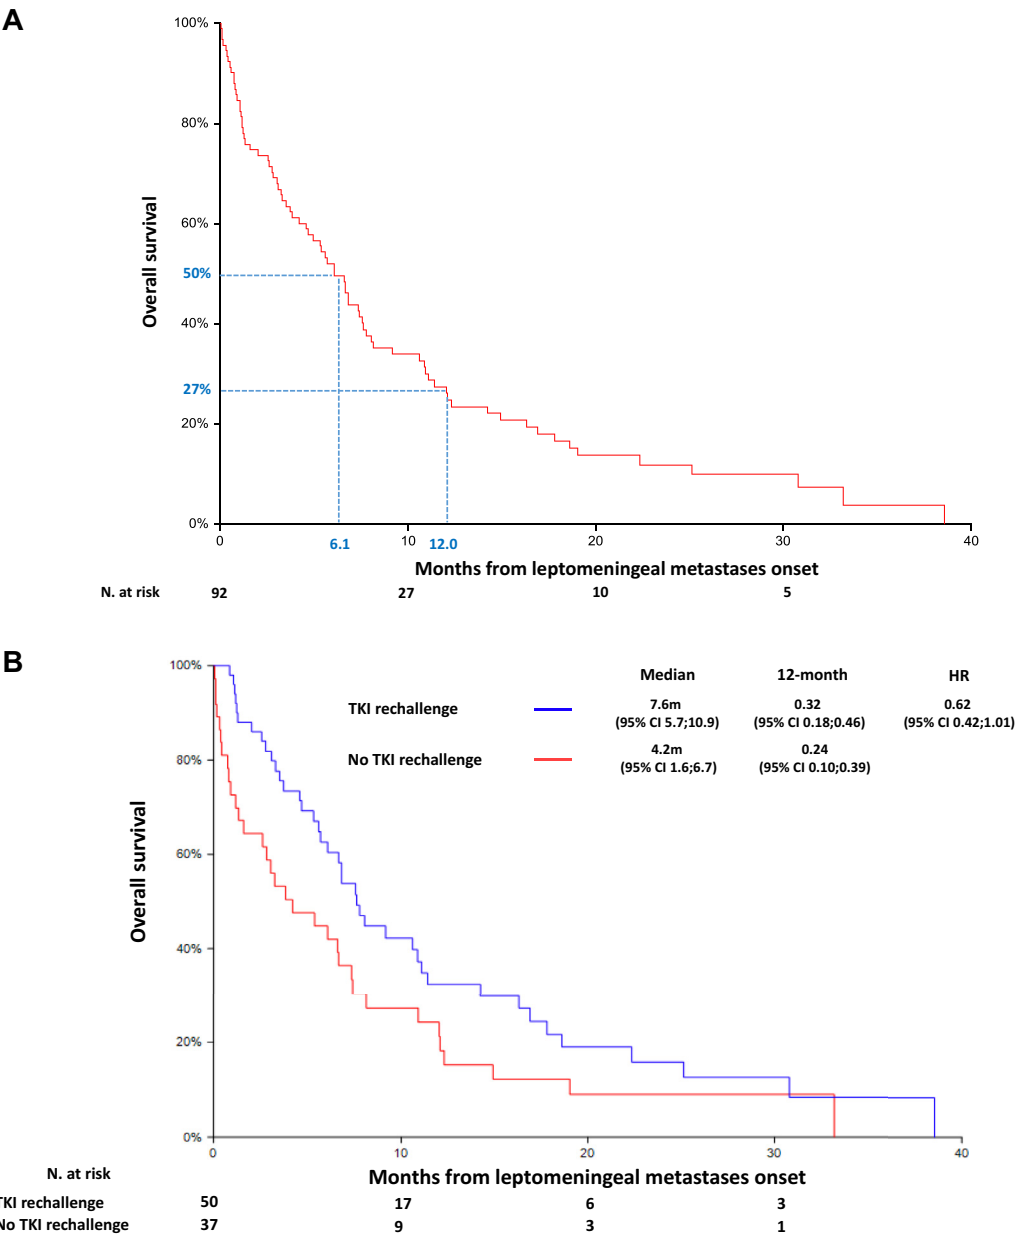 A
100%
80%
60%
50%
40%
27%
20%
0%
Overall survival
0 6.1 10 12.0 20 30 40
Months from leptomeningeal metastases onset
N. at risk 92 27 10 5
B
100%
80%
60%
40%
20%
0%
Overall survival
Median 12-month HR
TKI rechallenge 7.6m 0.32 0.62
(95% CI 5.7;10.9) (95% CI 0.18;0.46) (95% CI 0.42;1.01)
No TKI rechallenge 4.2m 0.24
(95% CI 1.6;6.7) (95% CI 0.10;0.39)
0 10 20 30 40
Months from leptomeningeal metastases onset
N. at risk
TKI rechallenge 50 17 6 3
No TKI rechallenge 37 9 3 1